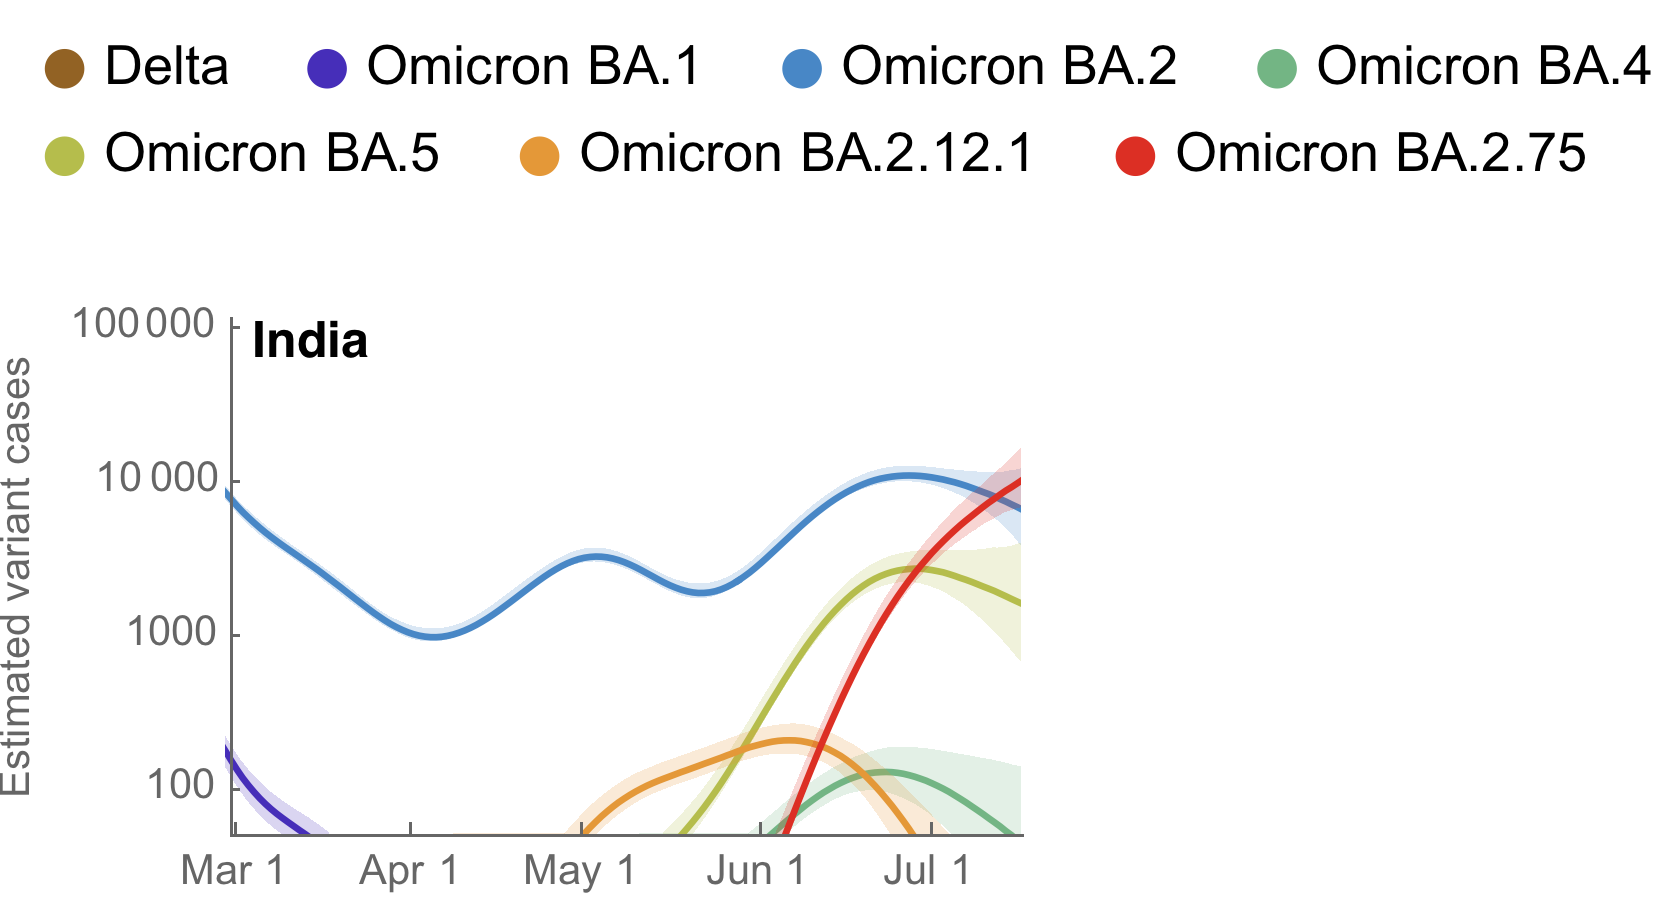 Delta Omicron BA.1 Omicron BA.2 Omicron BA.4
Omicron BA.5 Omicron BA.2.12.1 Omicron BA.2.75
India
Estimated variant cases
100 000
10 000
1000
100
Mar 1 Apr 1 May 1 Jun 1 Jul 1